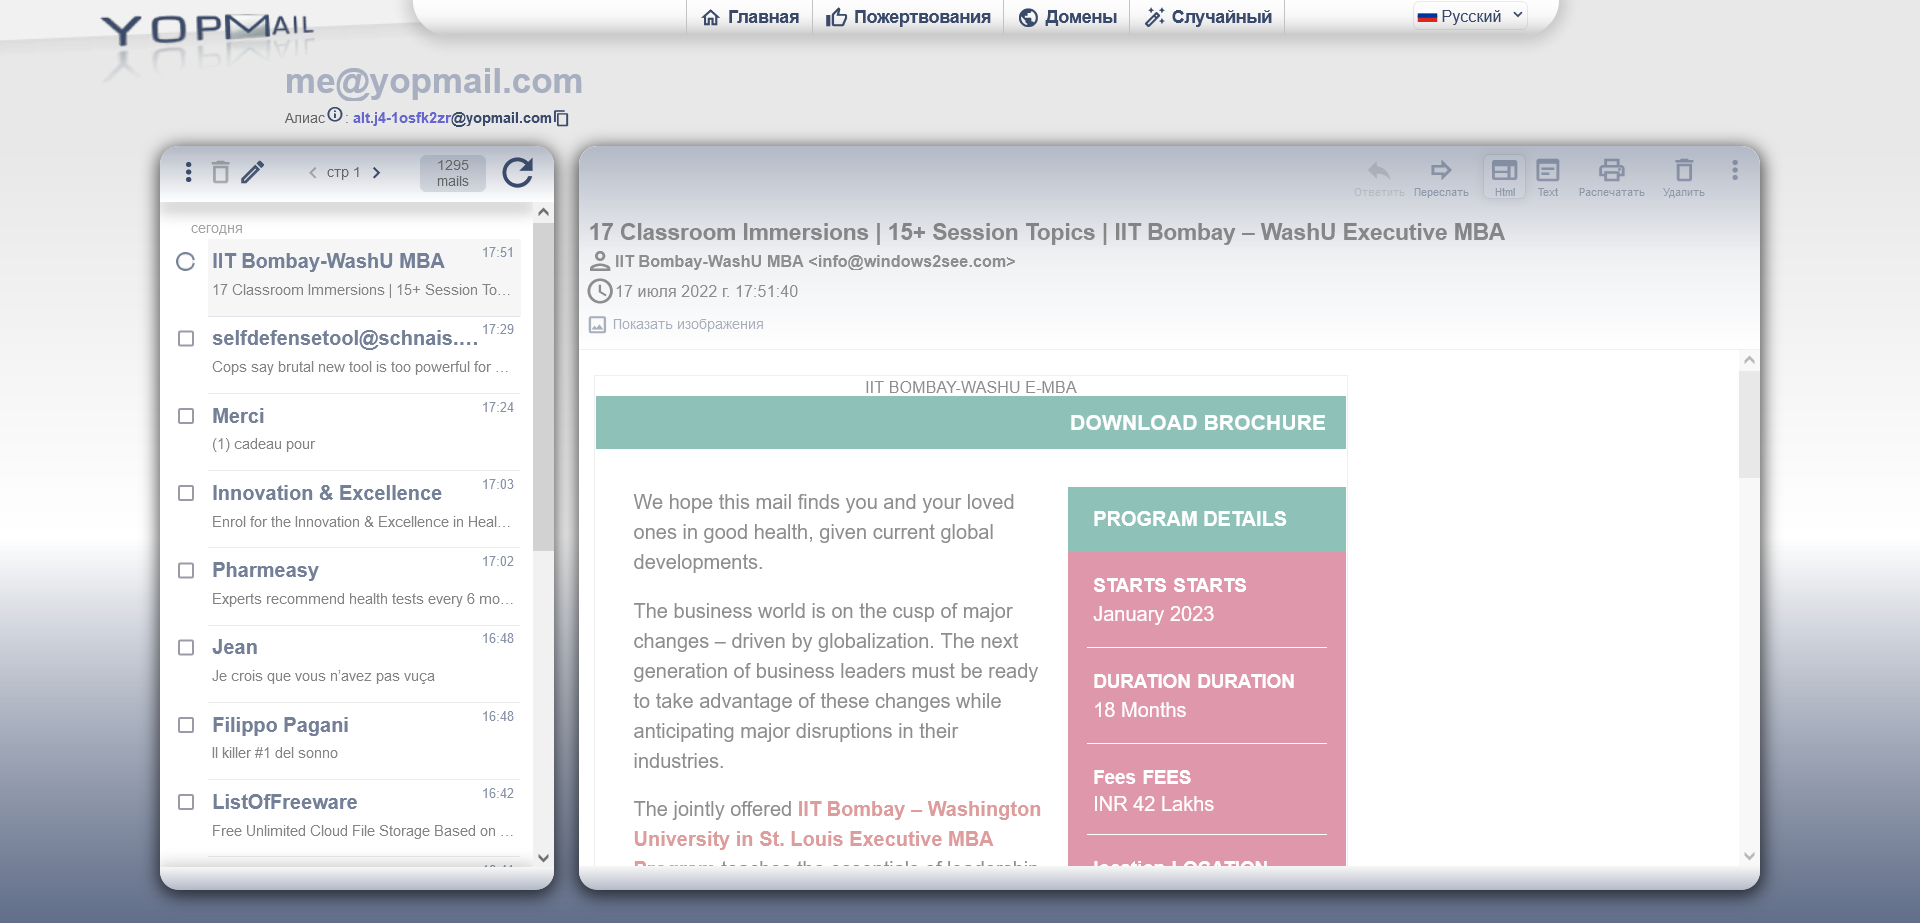 YOPMAIL
Главная
Пожертвования
Домены
Случайный
Русский
me@yopmail.com
Алиас : alt.j4-1osfk2zr@yopmail.com
стр 1
1295
mails
сегодня
IIT Bombay-WashU MBA 17:51
17 Classroom Immersions | 15+ Session To...
selfdefensetool@schnais.... 17:29
Cops say brutal new tool is too powerful for ...
Merci 17:24
(1) cadeau pour
Innovation & Excellence 17:03
Enrol for the Innovation & Excellence in Heal...
Pharmeasy 17:02
Experts recommend health tests every 6 mo...
Jean 16:48
Je crois que vous n’avez pas vuça
Filippo Pagani 16:48
Il killer #1 del sonno
ListOfFreeware 16:42
Free Unlimited Cloud File Storage Based on ...
Ответить
Переслать
Html
Text
Распечатать
Удалить
17 Classroom Immersions | 15+ Session Topics | IIT Bombay – WashU Executive MBA
IIT Bombay-WashU MBA <info@windows2see.com>
17 июля 2022 г. 17:51:40
Показать изображения
IIT BOMBAY-WASHU E-MBA
DOWNLOAD BROCHURE
We hope this mail finds you and your loved
ones in good health, given current global
developments.
The business world is on the cusp of major
changes – driven by globalization. The next
generation of business leaders must be ready
to take advantage of these changes while
anticipating major disruptions in their
industries.
The jointly offered IIT Bombay – Washington
University in St. Louis Executive MBA
Program teaches the essentials of leadership
PROGRAM DETAILS
STARTS STARTS
January 2023
DURATION DURATION
18 Months
Fees FEES
INR 42 Lakhs
location LOCATION